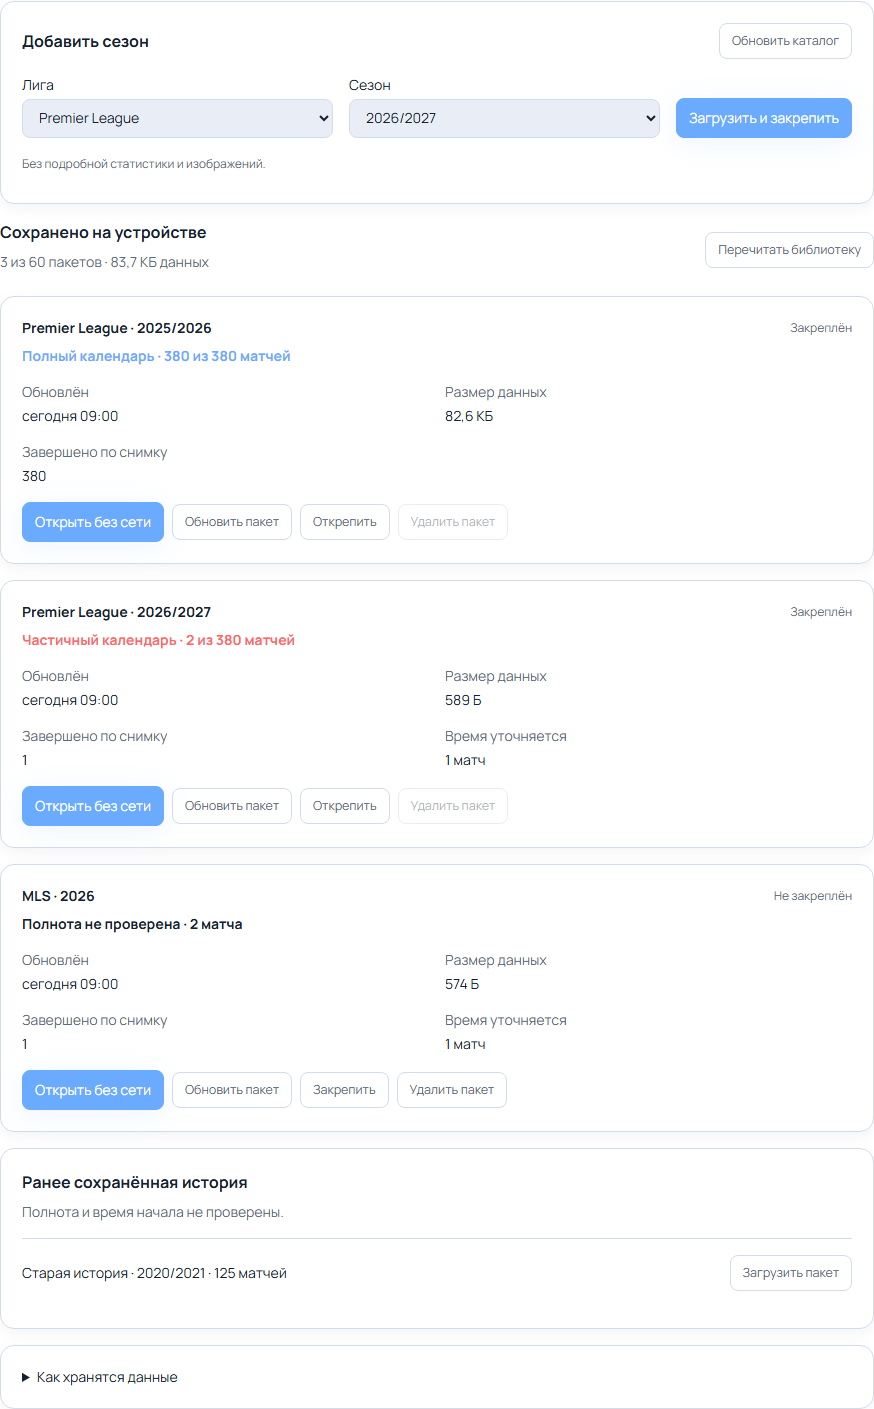 Добавить сезон
Обновить каталог
Лига
Сезон
Premier League
2026/2027
Загрузить и закрепить
Без подробной статистики и изображений.
Сохранено на устройстве
3 из 60 пакетов · 83,7 КБ данных
Перечитать библиотеку
Premier League · 2025/2026
Закреплён
Полный календарь · 380 из 380 матчей
Обновлён
Размер данных
сегодня 09:00
82,6 КБ
Завершено по снимку
380
Открыть без сети
Обновить пакет
Открепить
Удалить пакет
Premier League · 2026/2027
Закреплён
Частичный календарь · 2 из 380 матчей
Обновлён
Размер данных
сегодня 09:00
589 Б
Завершено по снимку
Время уточняется
1
1 матч
Открыть без сети
Обновить пакет
Открепить
Удалить пакет
MLS · 2026
Не закреплён
Полнота не проверена · 2 матча
Обновлён
Размер данных
сегодня 09:00
574 Б
Завершено по снимку
Время уточняется
1
1 матч
Открыть без сети
Обновить пакет
Закрепить
Удалить пакет
Ранее сохранённая история
Полнота и время начала не проверены.
Старая история · 2020/2021 · 125 матчей
Загрузить пакет
Как хранятся данные